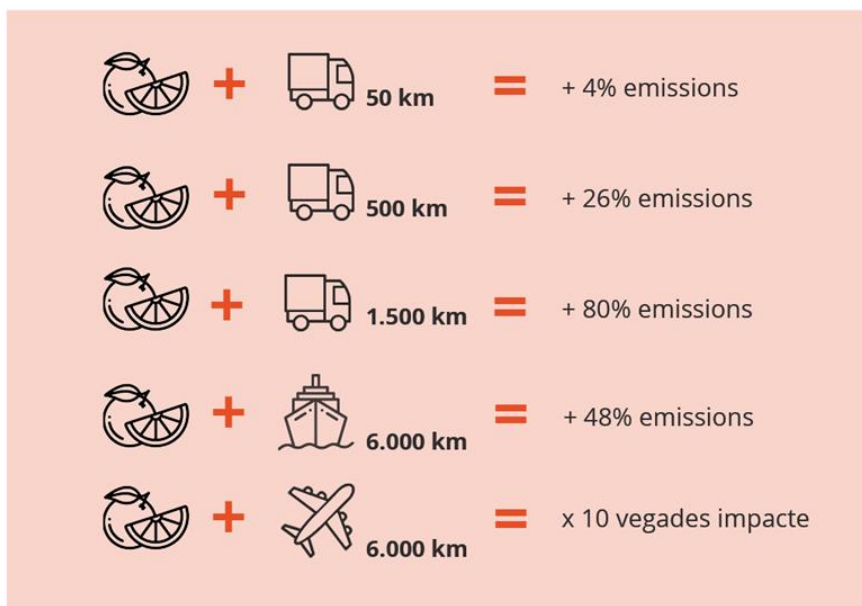 50 km = + 4% emissions
500 km = + 26% emissions
1.500 km = + 80% emissions
6.000 km = + 48% emissions
6.000 km = x 10 vegades impacte